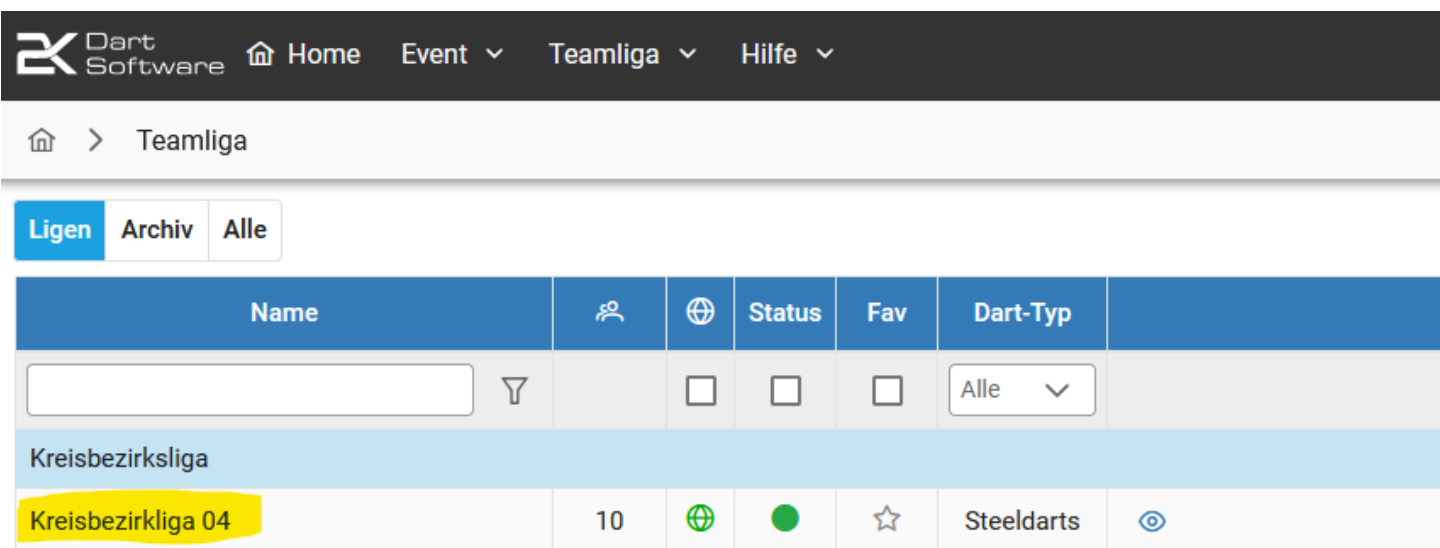 2K Dart Software Home Event Teamliga Hilfe
Teamliga
Ligen Archiv Alle
Name Status Fav Dart-Typ
Alle
Kreisbezirksliga
Kreisbezirkliga 04 10 Steeldarts